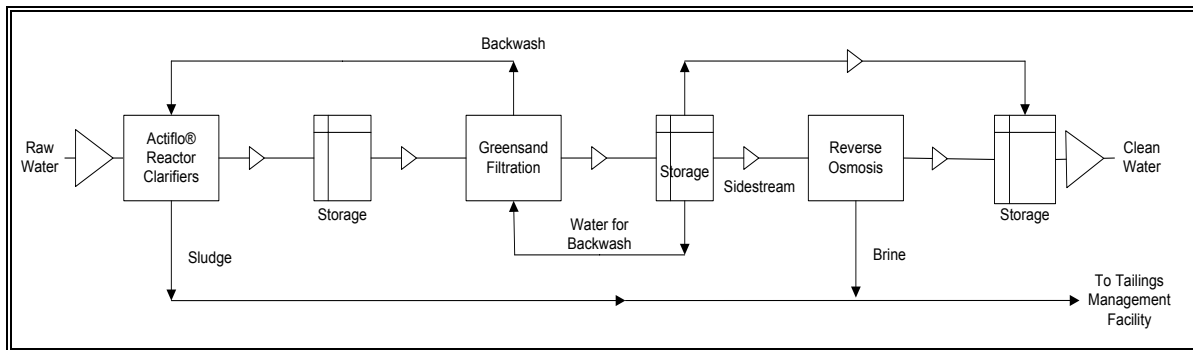 Backwash
Raw
Water
Actiflo®
Reactor
Clarifiers
Storage
Greensand
Filtration
Storage
Sidestream
Reverse
Osmosis
Storage
Clean
Water
Water for
Backwash
Sludge
Brine
To Tailings
Management
Facility